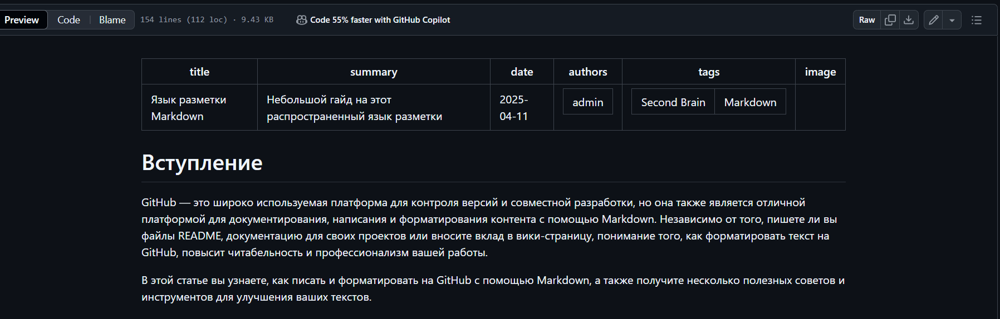 Preview Code Blame 154 lines (112 loc) · 9.43 KB Code 55% faster with GitHub Copilot Raw
title summary date authors tags image
Язык разметки Небольшой гайд на этот 2025- admin Second Brain Markdown
Markdown распространенный язык разметки 04-11
Вступление
GitHub — это широко используемая платформа для контроля версий и совместной разработки, но она также является отличной
платформой для документирования, написания и форматирования контента с помощью Markdown. Независимо от того, пишете ли вы
файлы README, документацию для своих проектов или вносите вклад в вики-страницу, понимание того, как форматировать текст на
GitHub, повысит читабельность и профессионализм вашей работы.
В этой статье вы узнаете, как писать и форматировать на GitHub с помощью Markdown, а также получите несколько полезных советов и
инструментов для улучшения ваших текстов.